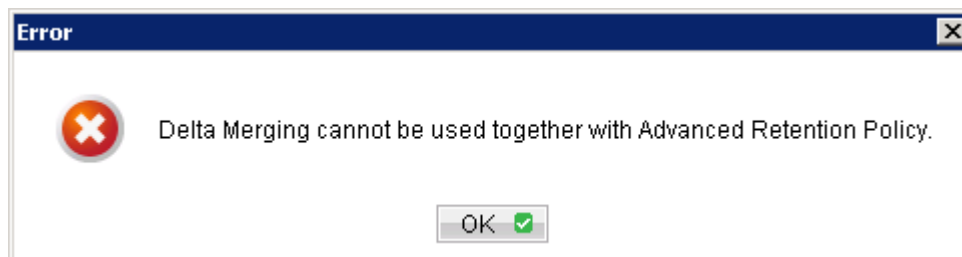 Error
Delta Merging cannot be used together with Advanced Retention Policy.
OK